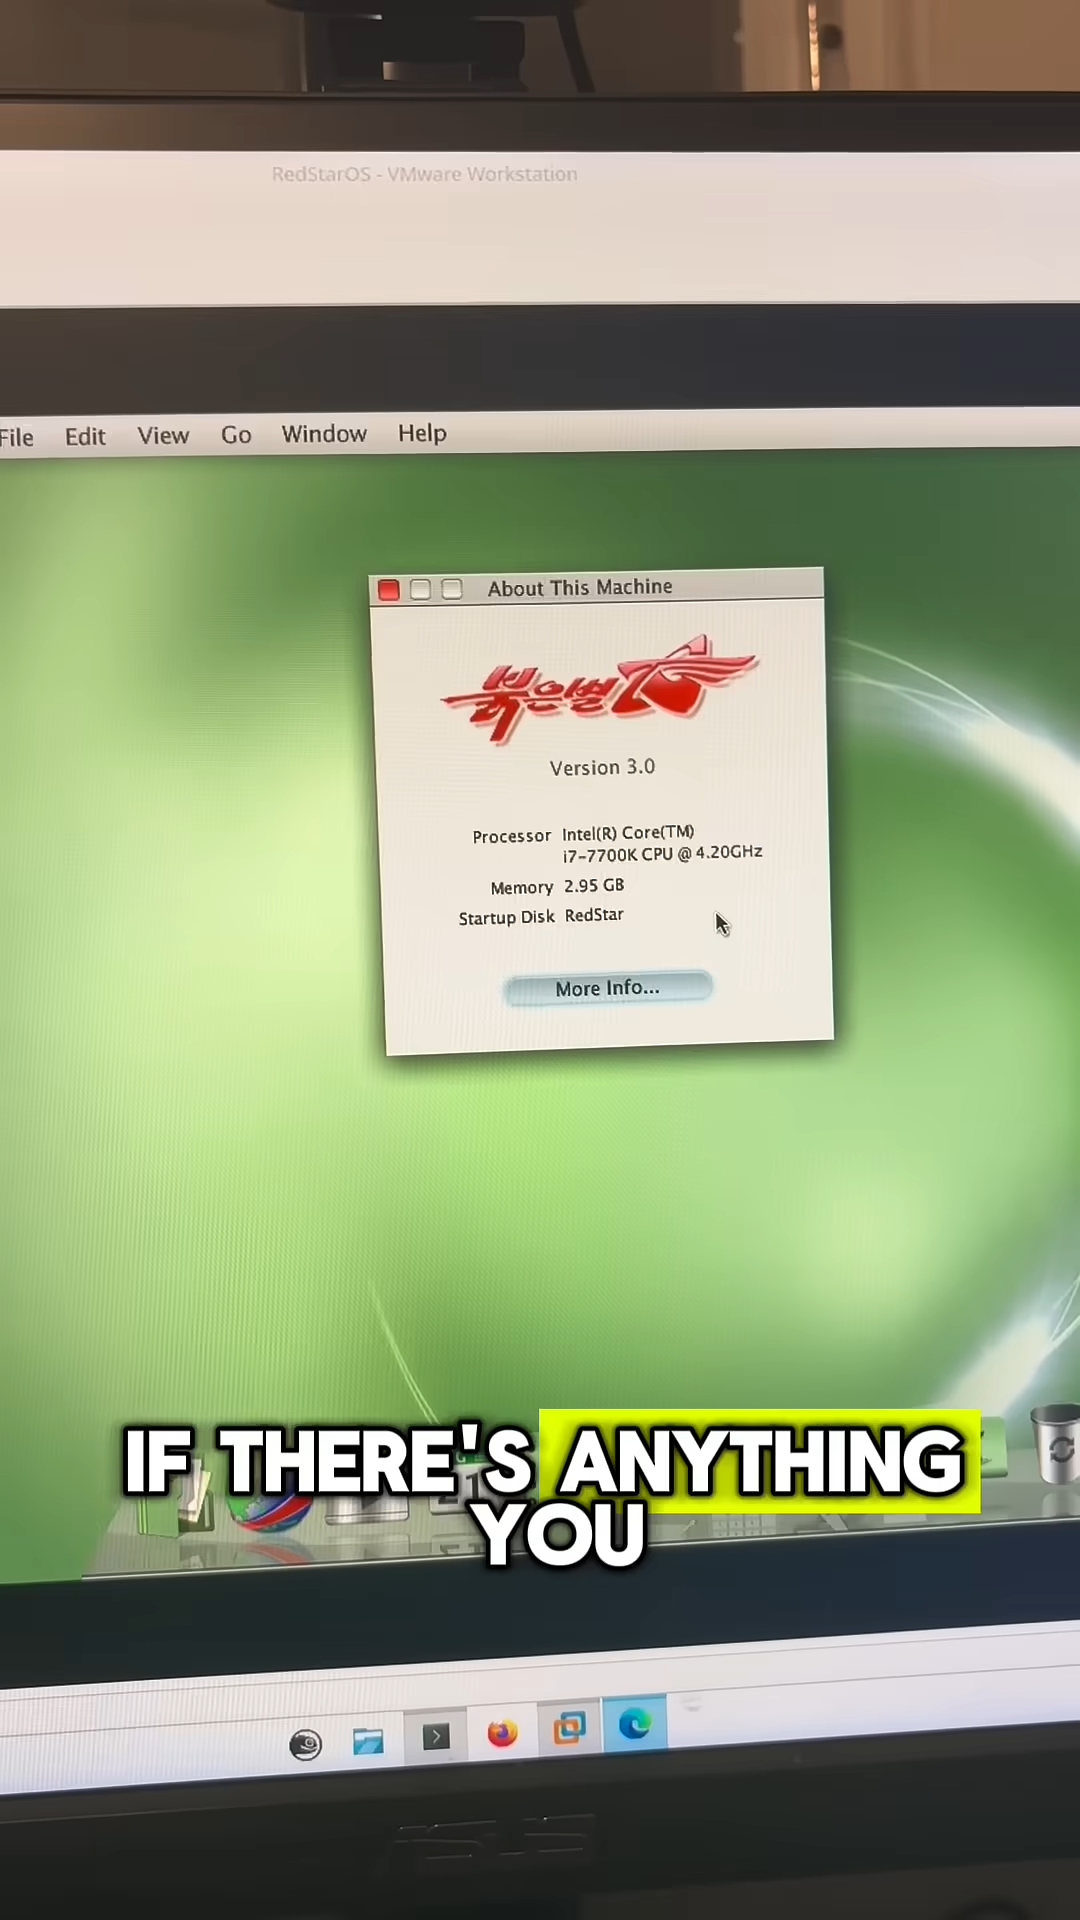 RedStarOS - VMware Workstation
File Edit View Go Window Help
About This Machine
붉은별
Version 3.0
Processor Intel(R) Core(TM)
i7-7700K CPU @ 4.20GHz
Memory 2.95 GB
Startup Disk RedStar
More Info...
IF THERE'S ANYTHING
YOU
ASUS